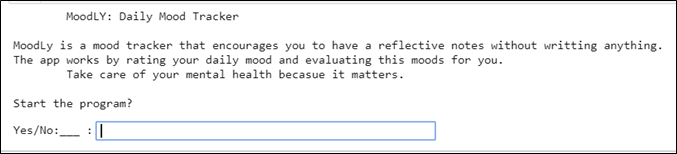 MoodLY: Daily Mood Tracker
MoodLy is a mood tracker that encourages you to have a reflective notes without writting anything.
The app works by rating your daily mood and evaluating this moods for you.
Take care of your mental health becasue it matters.
Start the program?
Yes/No:___ :